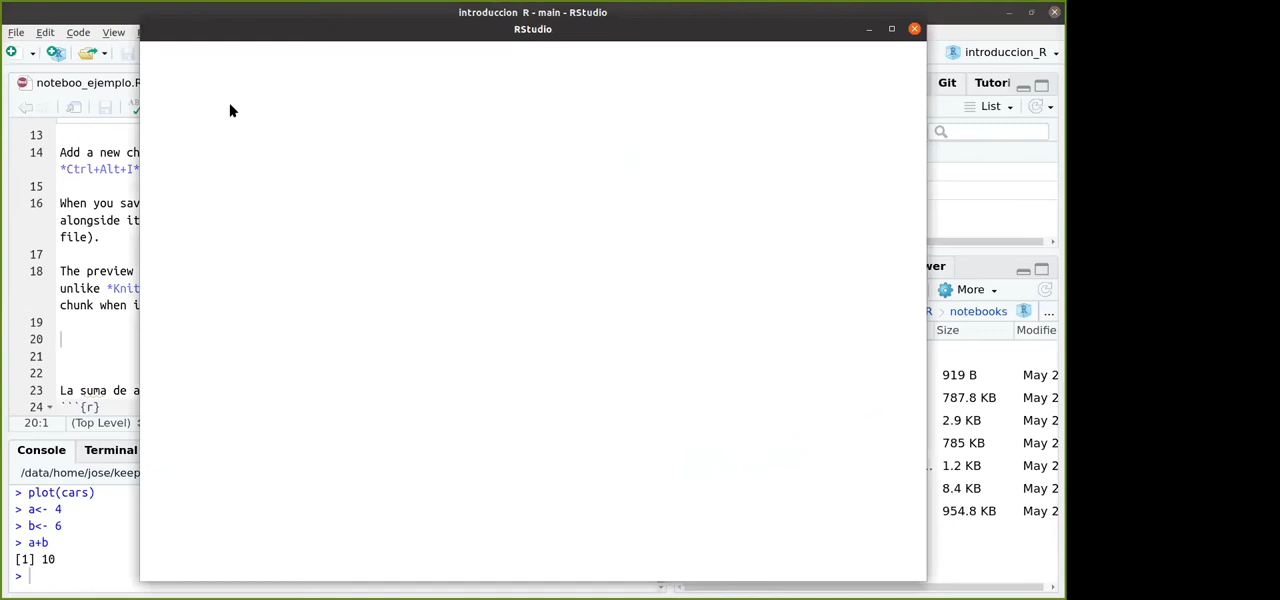 introduccion_R - main - RStudio
RStudio
File Edit Code View
introduccion_R
noteboo_ejemplo.R
Git Tutori
List
13
14 Add a new ch
*Ctrl+Alt+I*
15
16 When you sav
alongside it
file).
17
18 The preview
unlike *Knit
chunk when i
19
20
21
22
23 La suma de a
24 ```{r}
20:1 (Top Level)
wer
More
R > notebooks ...
Size Modifie
919 B May 2
787.8 KB May 2
2.9 KB May 2
785 KB May 2
1.2 KB May 2
8.4 KB May 2
954.8 KB May 2
Console Terminal
/data/home/jose/keep
> plot(cars)
> a<- 4
> b<- 6
> a+b
[1] 10
>